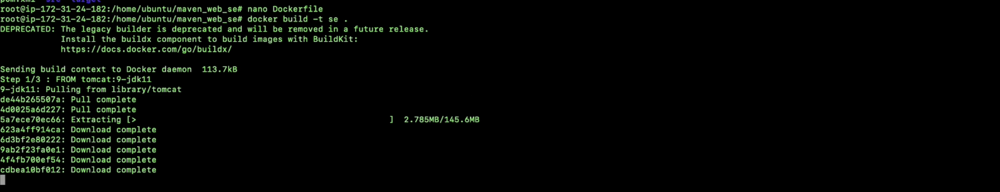 pom.xml src target
root@ip-172-31-24-182:/home/ubuntu/maven_web_se# nano Dockerfile
root@ip-172-31-24-182:/home/ubuntu/maven_web_se# docker build -t se .
DEPRECATED: The legacy builder is deprecated and will be removed in a future release.
Install the buildx component to build images with BuildKit:
https://docs.docker.com/go/buildx/
Sending build context to Docker daemon  113.7kB
Step 1/3 : FROM tomcat:9-jdk11
9-jdk11: Pulling from library/tomcat
de44b265507a: Pull complete
4d0025a6d227: Pull complete
5a7ece70ec66: Extracting [>                                                  ]  2.785MB/145.6MB
623a4ff914ca: Download complete
6d3bf2e80222: Download complete
9ab2f23fa0e1: Download complete
4f4fb700ef54: Download complete
cdbea10bf012: Download complete